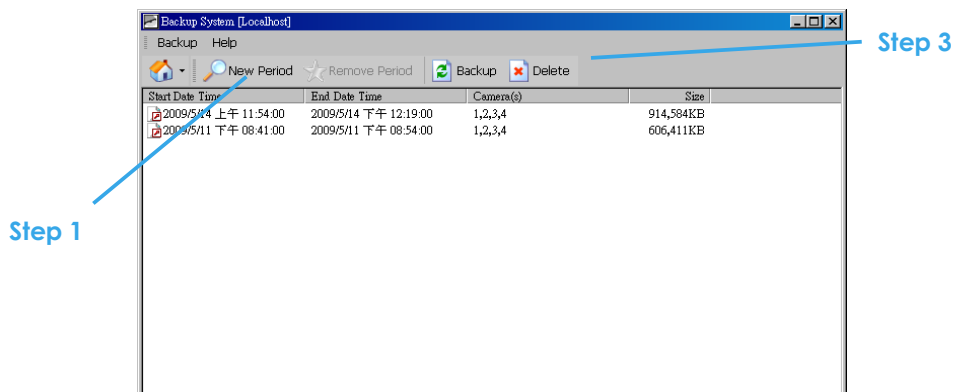 Backup System [Localhost]
Backup Help
Step 3
New Period Remove Period Backup Delete
Start Date Time End Date Time Camera(s) Size
2009/5/14 上午 11:54:00 2009/5/14 下午 12:19:00 1,2,3,4 914,584KB
2009/5/11 下午 08:41:00 2009/5/11 下午 08:54:00 1,2,3,4 606,411KB
Step 1